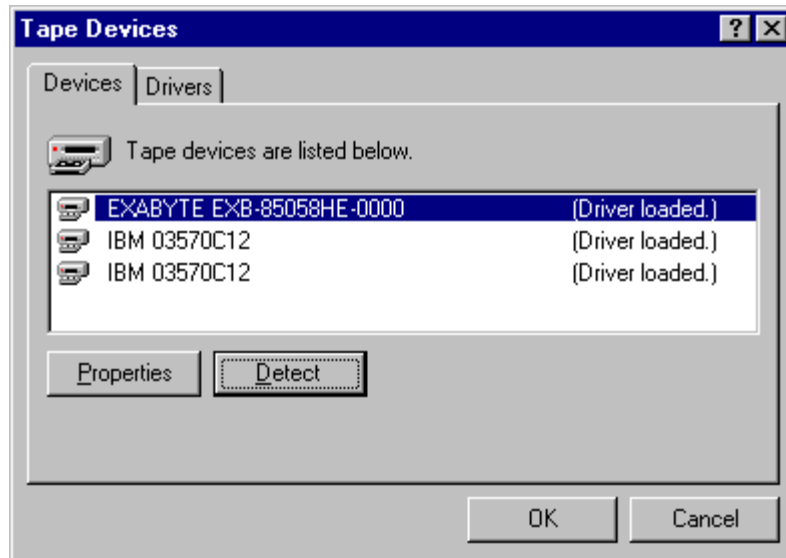 Tape Devices
Devices Drivers
Tape devices are listed below.
EXABYTE EXB-85058HE-0000 (Driver loaded.)
IBM 03570C12 (Driver loaded.)
IBM 03570C12 (Driver loaded.)
Properties Detect
OK Cancel